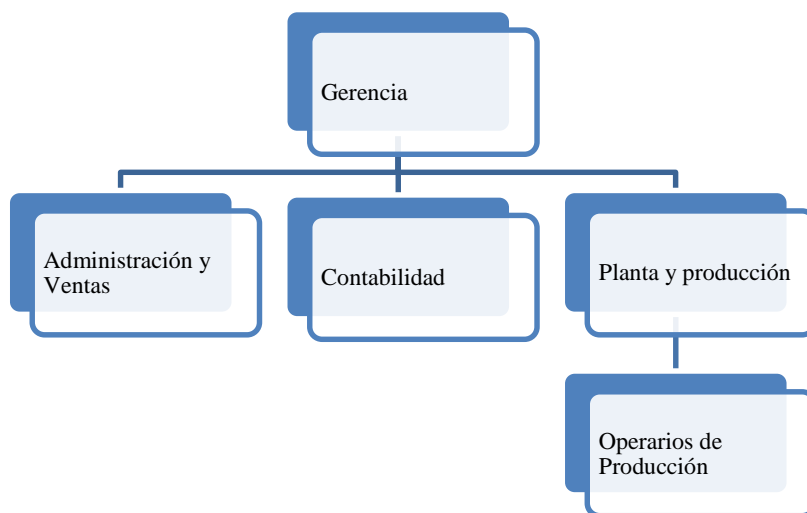 Gerencia
Administración y
Ventas
Contabilidad
Planta y producción
Operarios de
Producción